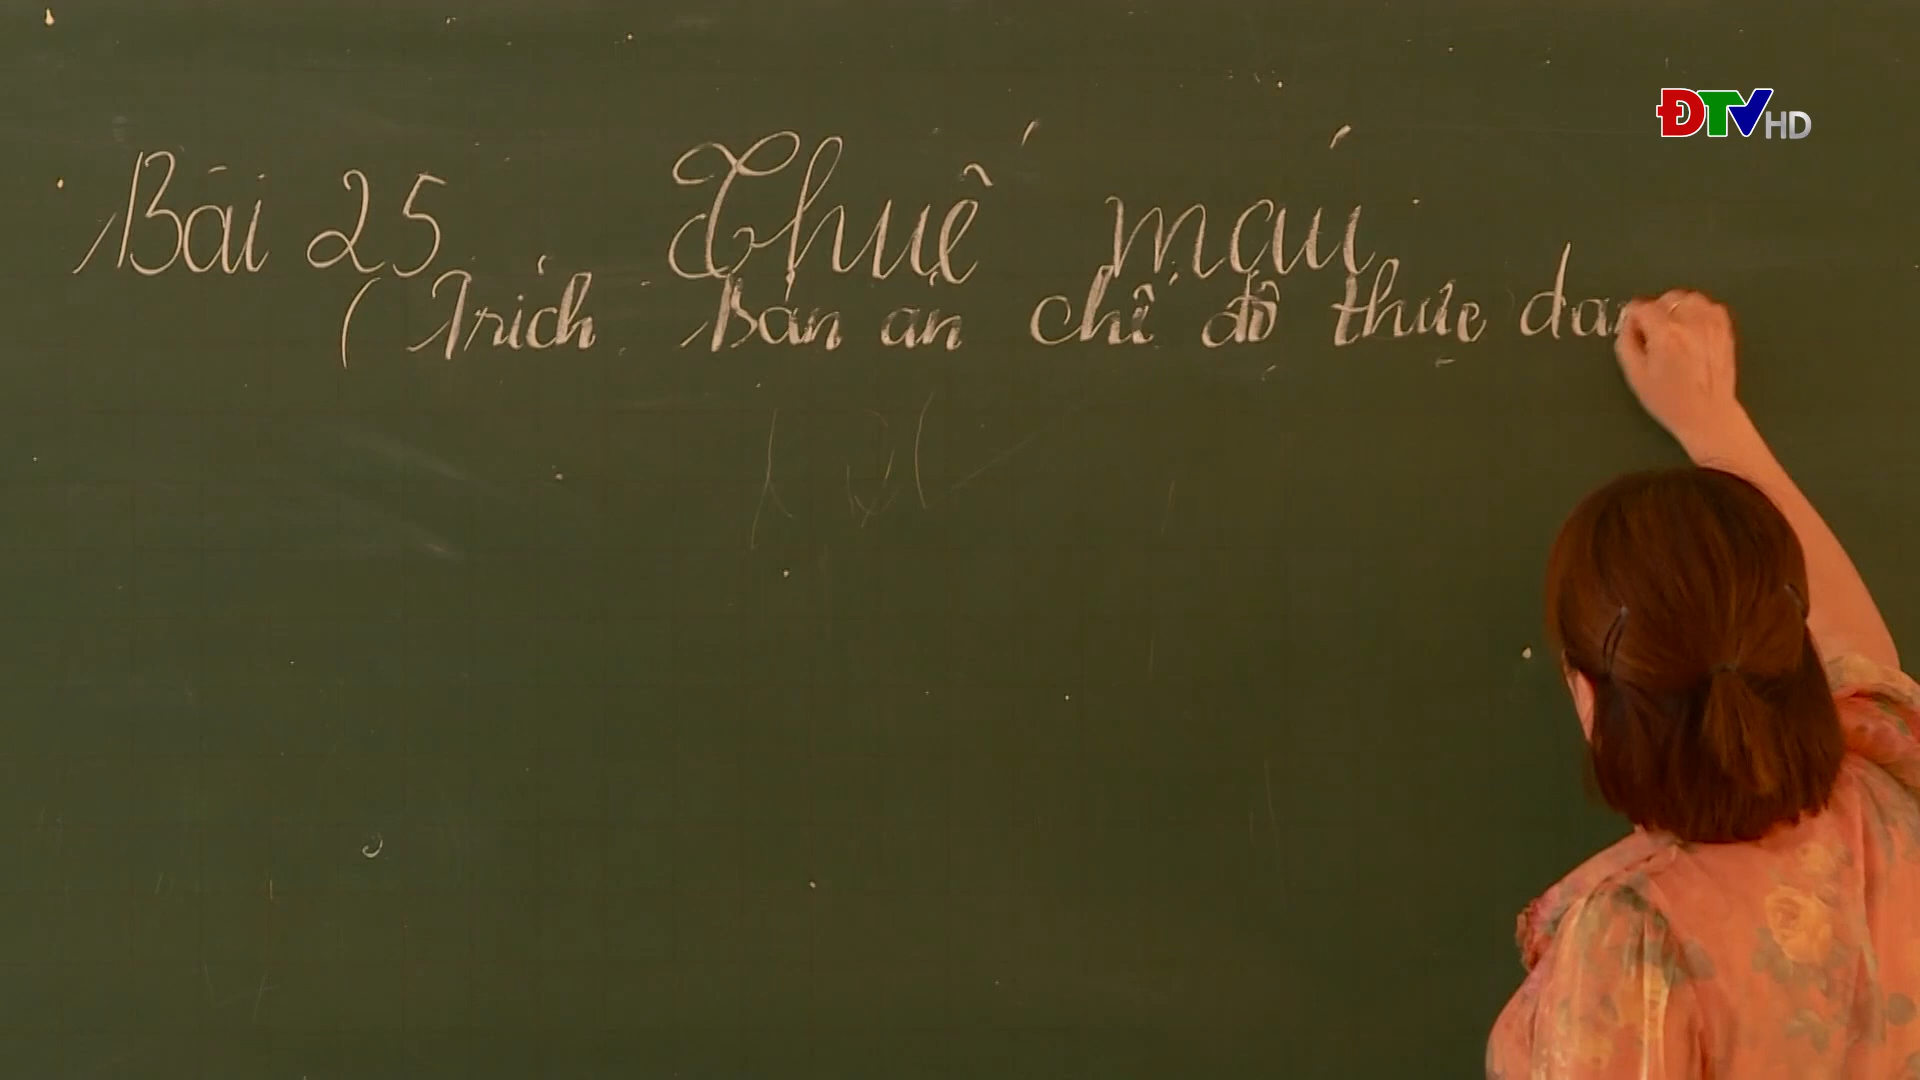 ĐTV HD
Bài 25 Thuế máu
( Trích Bản án chế độ thực dân